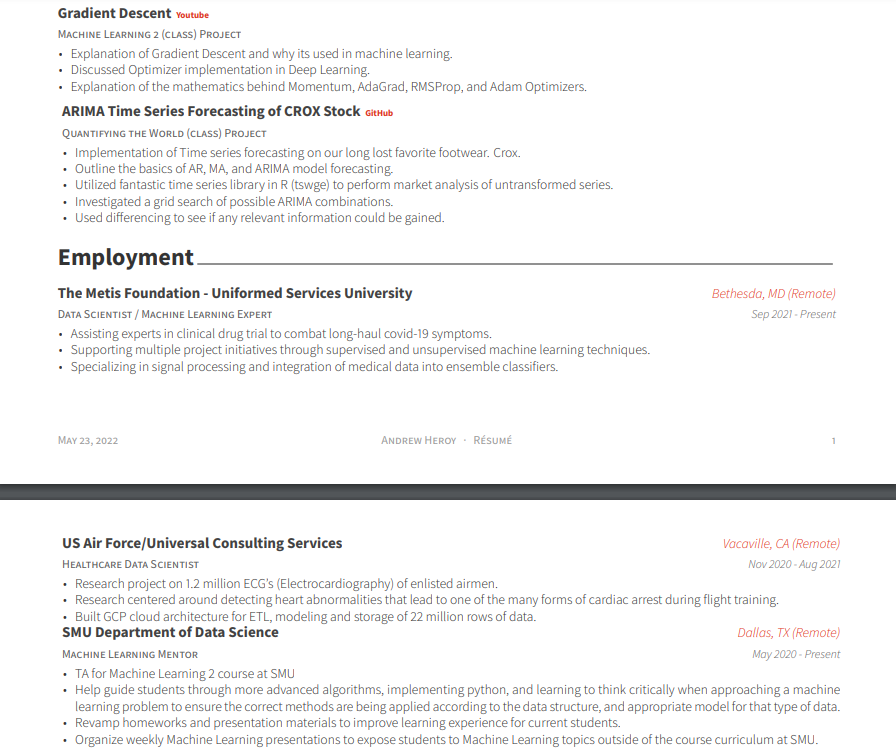 Gradient Descent Youtube
Machine Learning 2 (class) Project
• Explanation of Gradient Descent and why its used in machine learning.
• Discussed Optimizer implementation in Deep Learning.
• Explanation of the mathematics behind Momentum, AdaGrad, RMSProp, and Adam Optimizers.
ARIMA Time Series Forecasting of CROX Stock GitHub
Quantifying the World (class) Project
• Implementation of Time series forecasting on our long lost favorite footwear. Crox.
• Outline the basics of AR, MA, and ARIMA model forecasting.
• Utilized fantastic time series library in R (tswge) to perform market analysis of untransformed series.
• Investigated a grid search of possible ARIMA combinations.
• Used differencing to see if any relevant information could be gained.
Employment
The Metis Foundation - Uniformed Services University Bethesda, MD (Remote)
Data Scientist / Machine Learning Expert Sep 2021 - Present
• Assisting experts in clinical drug trial to combat long-haul covid-19 symptoms.
• Supporting multiple project initiatives through supervised and unsupervised machine learning techniques.
• Specializing in signal processing and integration of medical data into ensemble classifiers.
May 23, 2022 Andrew Heroy · Résumé 1
US Air Force/Universal Consulting Services Vacaville, CA (Remote)
Healthcare Data Scientist Nov 2020 - Aug 2021
• Research project on 1.2 million ECG's (Electrocardiography) of enlisted airmen.
• Research centered around detecting heart abnormalities that lead to one of the many forms of cardiac arrest during flight training.
• Built GCP cloud architecture for ETL, modeling and storage of 22 million rows of data.
SMU Department of Data Science Dallas, TX (Remote)
Machine Learning Mentor May 2020 - Present
• TA for Machine Learning 2 course at SMU
• Help guide students through more advanced algorithms, implementing python, and learning to think critically when approaching a machine
learning problem to ensure the correct methods are being applied according to the data structure, and appropriate model for that type of data.
• Revamp homeworks and presentation materials to improve learning experience for current students.
• Organize weekly Machine Learning presentations to expose students to Machine Learning topics outside of the course curriculum at SMU.